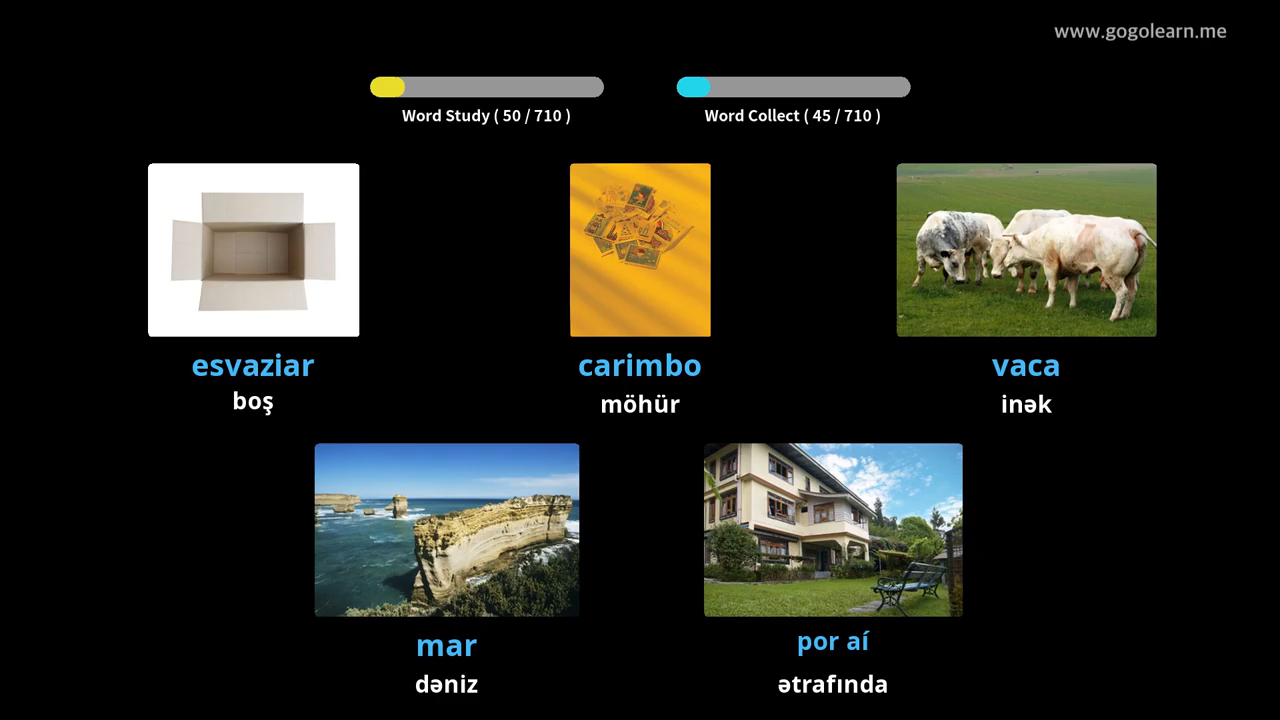 www.gogolearn.me
Word Study ( 50 / 710 )
Word Collect ( 45 / 710 )
esvaziar
boş
carimbo
möhür
vaca
inək
mar
dəniz
por aí
ətrafında